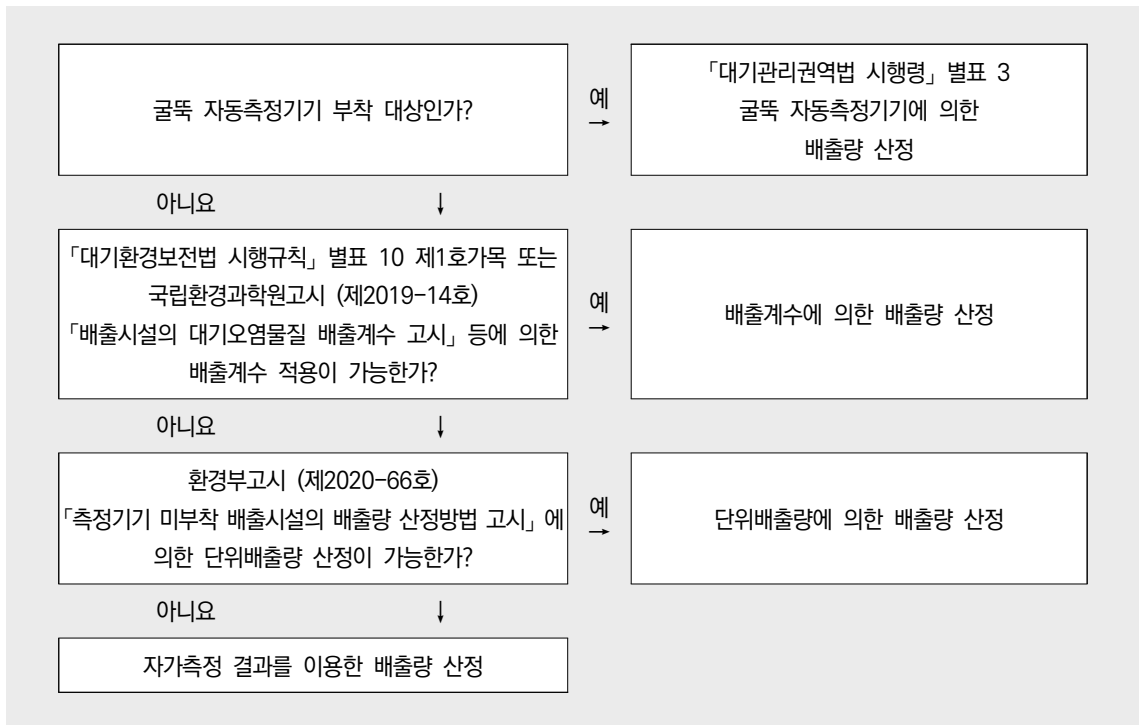 굴뚝 자동측정기기 부착 대상인가?
예
→
「대기관리권역법 시행령」 별표 3
굴뚝 자동측정기기에 의한
배출량 산정
아니요 ↓
「대기환경보전법 시행규칙」 별표 10 제1호가목 또는
국립환경과학원고시 (제2019-14호)
「배출시설의 대기오염물질 배출계수 고시」 등에 의한
배출계수 적용이 가능한가?
예
→
배출계수에 의한 배출량 산정
아니요 ↓
환경부고시 (제2020-66호)
「측정기기 미부착 배출시설의 배출량 산정방법 고시」에
의한 단위배출량 산정이 가능한가?
예
→
단위배출량에 의한 배출량 산정
아니요 ↓
자가측정 결과를 이용한 배출량 산정